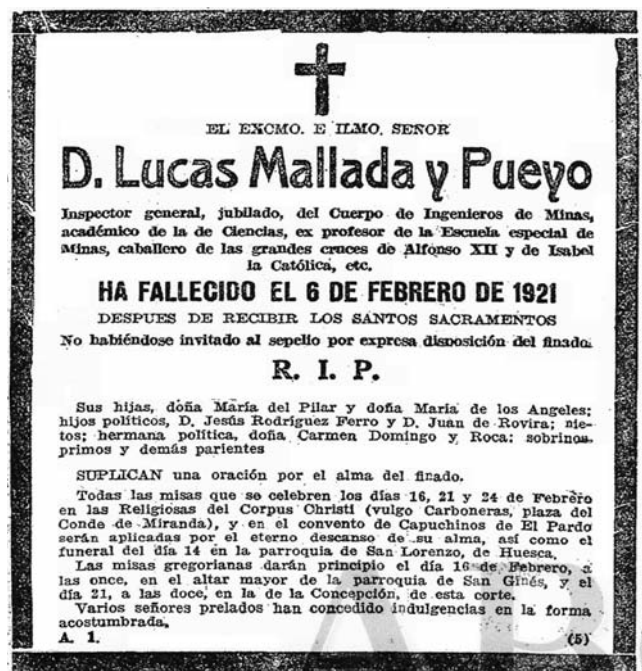 EL EXCMO. E ILMO. SEÑOR
D. Lucas Mallada y Pueyo
Inspector general, jubilado, del Cuerpo de Ingenieros de Minas,
académico de la de Ciencias, ex profesor de la Escuela especial de
Minas, caballero de las grandes cruces de Alfonso XII y de Isabel
la Católica, etc.
HA FALLECIDO EL 6 DE FEBRERO DE 1921
DESPUES DE RECIBIR LOS SANTOS SACRAMENTOS
No habiéndose invitado al sepelio por expresa disposición del finado.
R. I. P.
Sus hijas, doña María del Pilar y doña María de los Angeles;
hijos políticos, D. Jesús Rodríguez Ferro y D. Juan de Rovira; nie-
tos; hermana política, doña Carmen Domingo y Roca; sobrinos,
primos y demás parientes
SUPLICAN una oración por el alma del finado.
Todas las misas que se celebren los días 16, 21 y 24 de Febrero
en las Religiosas del Corpus Christi (vulgo Carboneras, plaza del
Conde de Miranda), y en el convento de Capuchinos de El Pardo
serán aplicadas por el eterno descanso de su alma, así como el
funeral del día 14 en la parroquia de San Lorenzo, de Huesca.
Las misas gregorianas darán principio el día 16 de Febrero, a
las once, en el altar mayor de la parroquia de San Ginés, y el
día 21, a las doce, en la de la Concepción, de esta corte.
Varios señores prelados han concedido indulgencias en la forma
acostumbrada.
A. 1. (5)